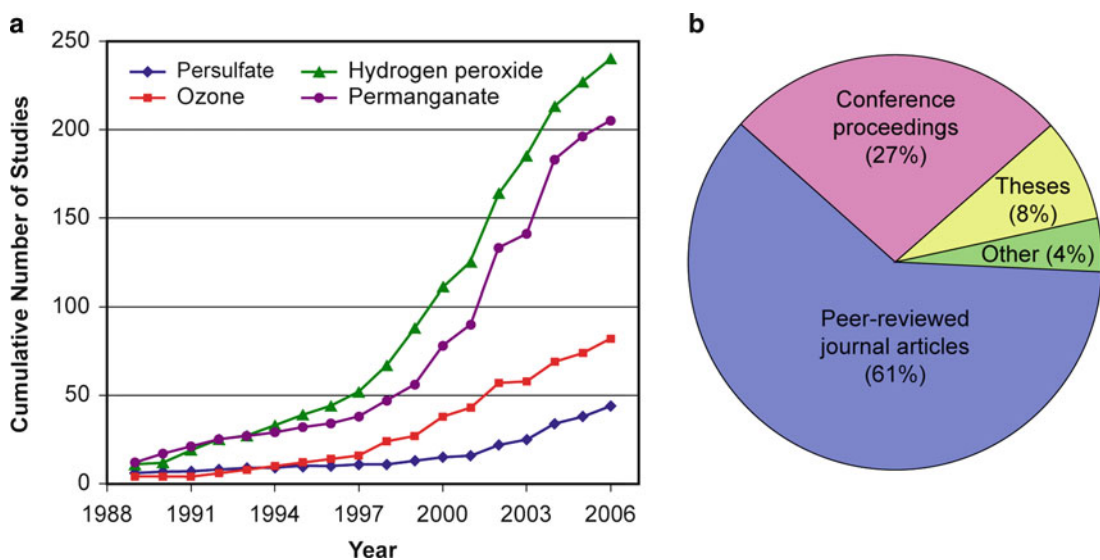 a
Cumulative Number of Studies
250
200
150
100
50
0
Persulfate
Hydrogen peroxide
Ozone
Permanganate
1988
1991
1994
1997
2000
2003
2006
Year
b
Conference
proceedings
(27%)
Theses
(8%)
Other (4%)
Peer-reviewed
journal articles
(61%)